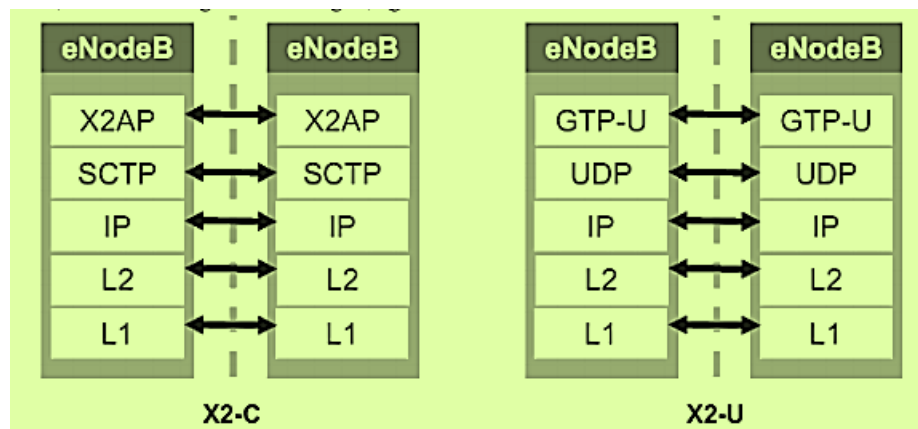 eNodeB eNodeB eNodeB eNodeB
X2AP X2AP GTP-U GTP-U
SCTP SCTP UDP UDP
IP IP IP IP
L2 L2 L2 L2
L1 L1 L1 L1
X2-C X2-U